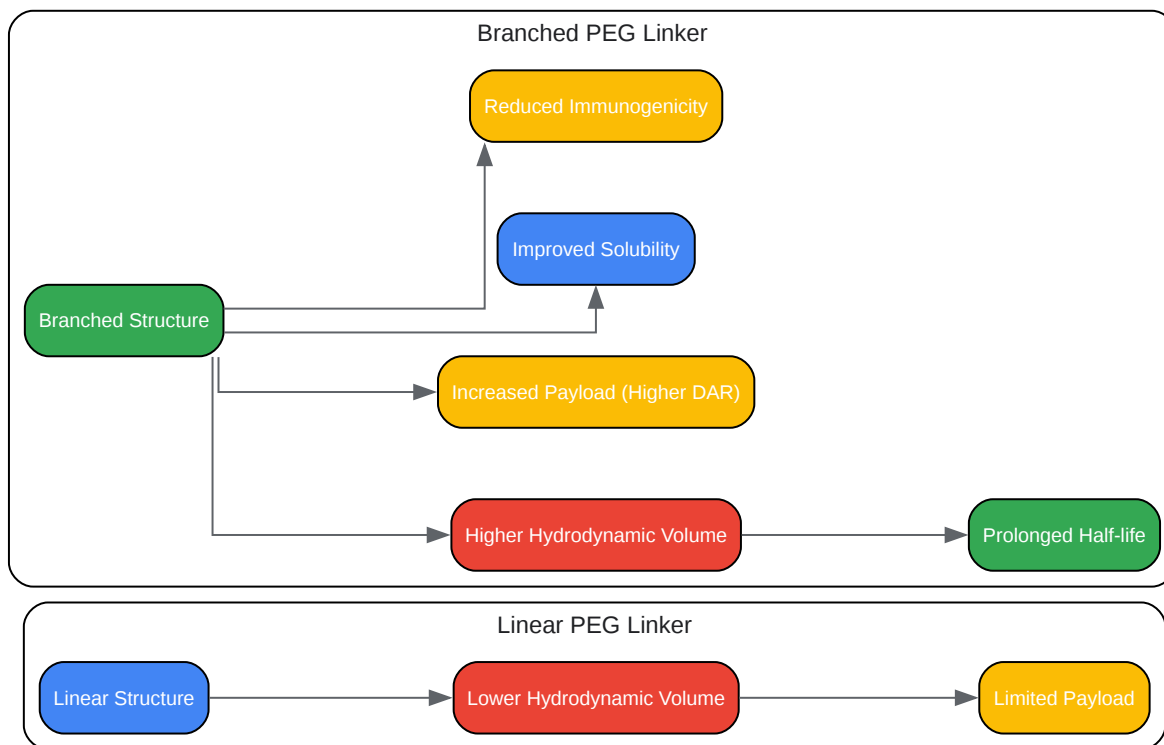 Branched PEG Linker
Reduced Immunogenicity
Improved Solubility
Branched Structure
Increased Payload (Higher DAR)
Higher Hydrodynamic Volume
Prolonged Half-life
Linear PEG Linker
Linear Structure
Lower Hydrodynamic Volume
Limited Payload